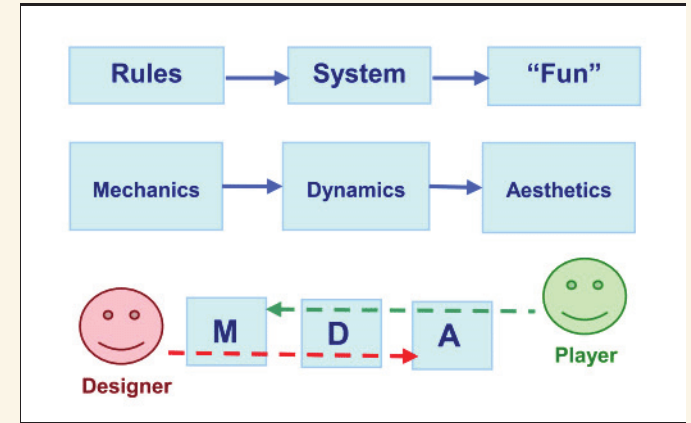 Rules System “Fun”
Mechanics Dynamics Aesthetics
M D A
Player
Designer